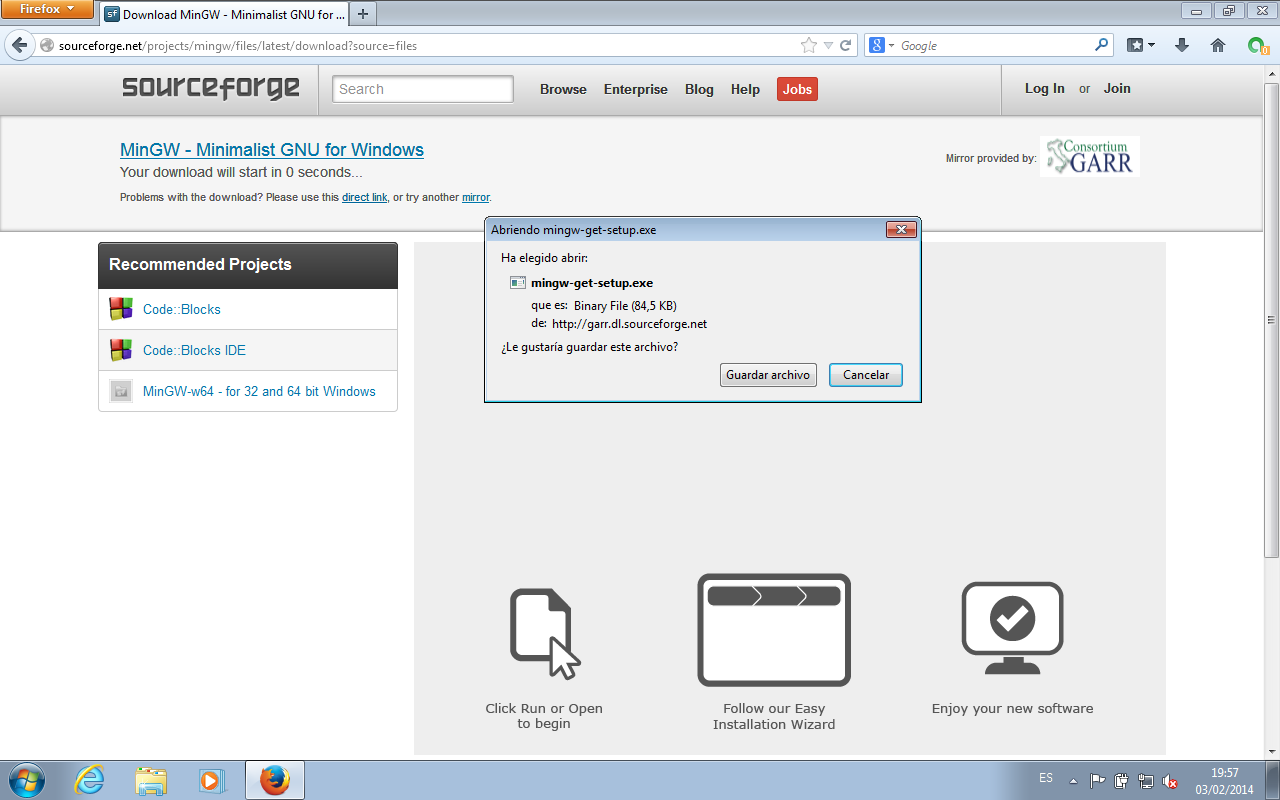 Firefox
Download MinGW - Minimalist GNU for ...
sourceforge.net/projects/mingw/files/latest/download?source=files
Google
sourceforge
Search
Browse
Enterprise
Blog
Help
Jobs
Log In or Join
MinGW - Minimalist GNU for Windows
Your download will start in 0 seconds...
Problems with the download? Please use this direct link, or try another mirror.
Mirror provided by:
Consortium
GARR
Recommended Projects
Code::Blocks
Code::Blocks IDE
MinGW-w64 - for 32 and 64 bit Windows
Abriendo mingw-get-setup.exe
Ha elegido abrir:
mingw-get-setup.exe
que es: Binary File (84,5 KB)
de: http://garr.dl.sourceforge.net
¿Le gustaría guardar este archivo?
Guardar archivo
Cancelar
Click Run or Open
to begin
Follow our Easy
Installation Wizard
Enjoy your new software
ES
19:57
03/02/2014